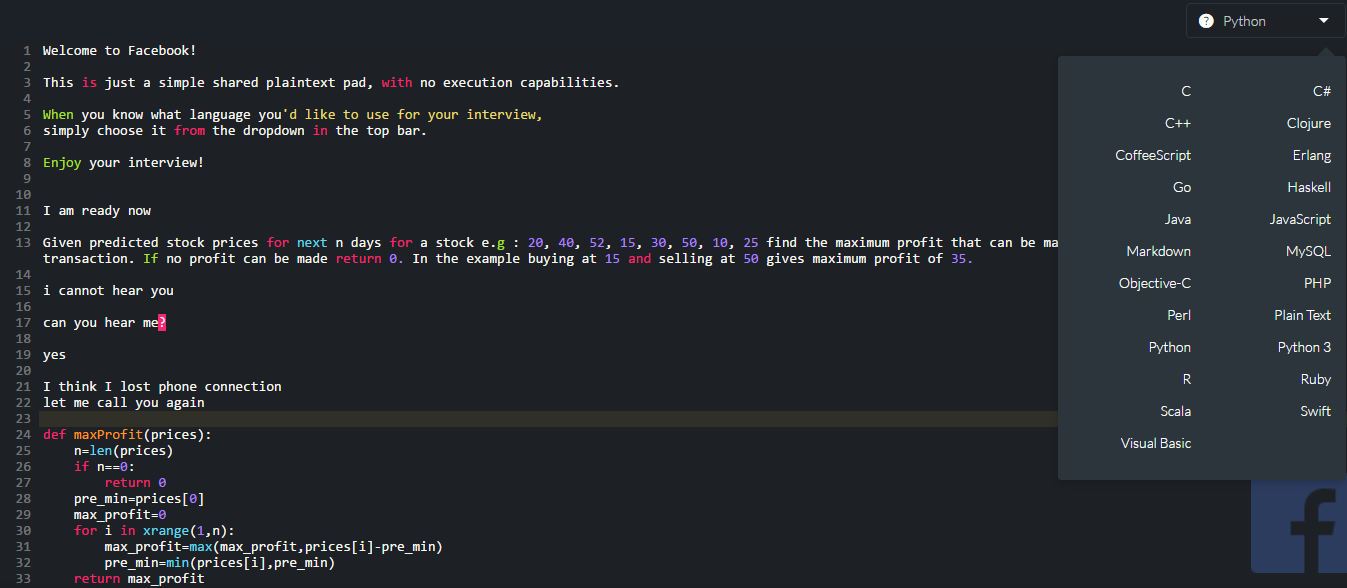 Python
1 Welcome to Facebook!
2
3 This is just a simple shared plaintext pad, with no execution capabilities.
4
5 When you know what language you'd like to use for your interview,
6 simply choose it from the dropdown in the top bar.
7
8 Enjoy your interview!
9
10
11 I am ready now
12
13 Given predicted stock prices for next n days for a stock e.g : 20, 40, 52, 15, 30, 50, 10, 25 find the maximum profit that can be ma
transaction. If no profit can be made return 0. In the example buying at 15 and selling at 50 gives maximum profit of 35.
14
15 i cannot hear you
16
17 can you hear me?
18
19 yes
20
21 I think I lost phone connection
22 let me call you again
23
24 def maxProfit(prices):
25     n=len(prices)
26     if n==0:
27         return 0
28     pre_min=prices[0]
29     max_profit=0
30     for i in xrange(1,n):
31         max_profit=max(max_profit,prices[i]-pre_min)
32         pre_min=min(prices[i],pre_min)
33     return max_profit
C C#
C++ Clojure
CoffeeScript Erlang
Go Haskell
Java JavaScript
Markdown MySQL
Objective-C PHP
Perl Plain Text
Python Python 3
R Ruby
Scala Swift
Visual Basic
f